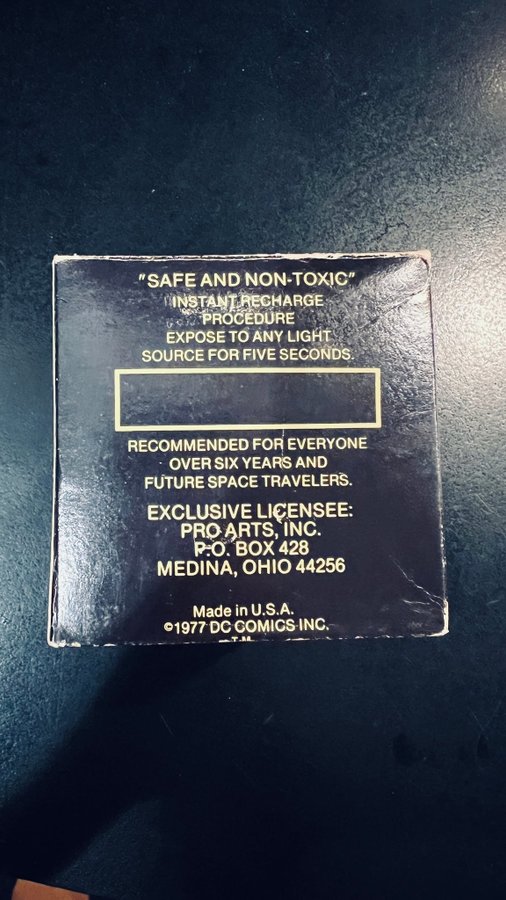 "SAFE AND NON-TOXIC"
INSTANT RECHARGE
PROCEDURE
EXPOSE TO ANY LIGHT
SOURCE FOR FIVE SECONDS.
RECOMMENDED FOR EVERYONE
OVER SIX YEARS AND
FUTURE SPACE TRAVELERS.
EXCLUSIVE LICENSEE:
PRO ARTS, INC.
P.O. BOX 428
MEDINA, OHIO 44256
Made in U.S.A.
©1977 DC COMICS INC.
T.M.